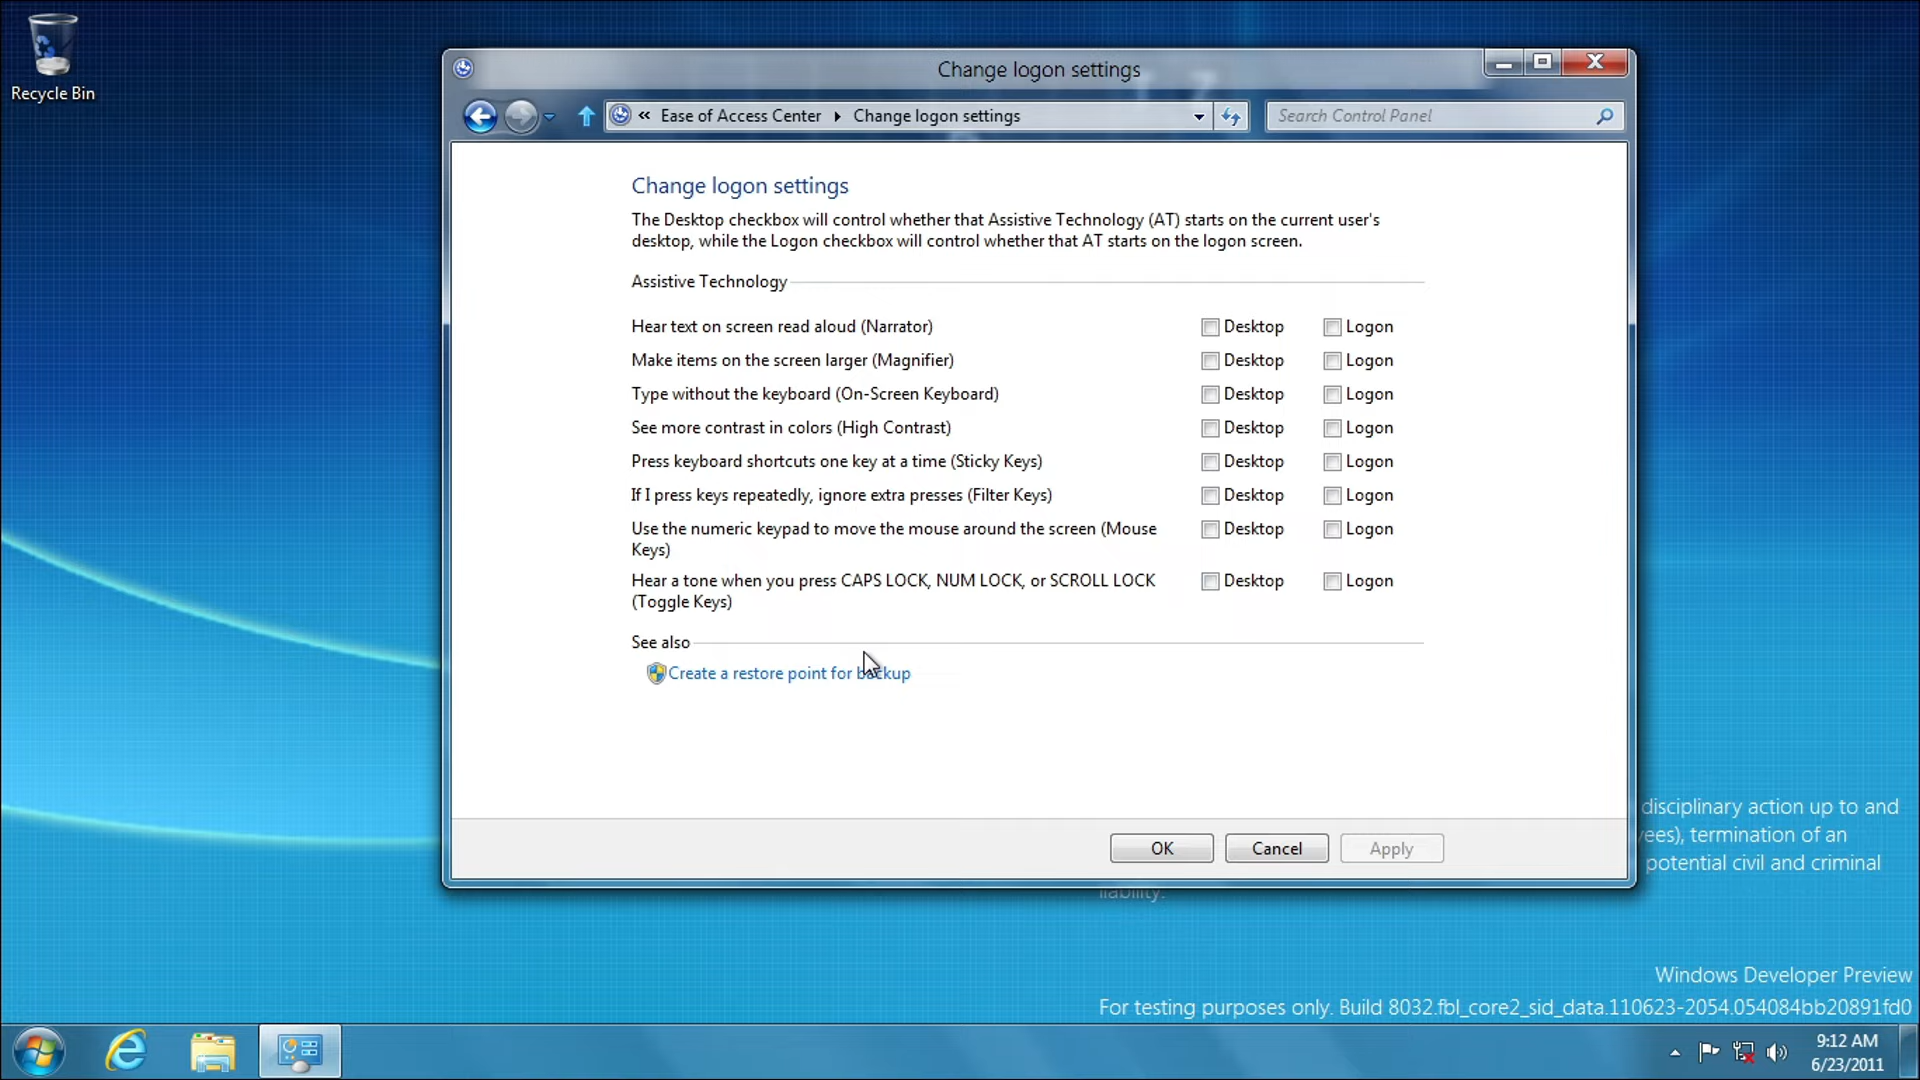 Recycle Bin
Change logon settings
« Ease of Access Center
Change logon settings
Search Control Panel
Change logon settings
The Desktop checkbox will control whether that Assistive Technology (AT) starts on the current user's
desktop, while the Logon checkbox will control whether that AT starts on the logon screen.
Assistive Technology
Hear text on screen read aloud (Narrator) Desktop Logon
Make items on the screen larger (Magnifier) Desktop Logon
Type without the keyboard (On-Screen Keyboard) Desktop Logon
See more contrast in colors (High Contrast) Desktop Logon
Press keyboard shortcuts one key at a time (Sticky Keys) Desktop Logon
If I press keys repeatedly, ignore extra presses (Filter Keys) Desktop Logon
Use the numeric keypad to move the mouse around the screen (Mouse Desktop Logon
Keys)
Hear a tone when you press CAPS LOCK, NUM LOCK, or SCROLL LOCK Desktop Logon
(Toggle Keys)
See also
Create a restore point for backup
OK Cancel Apply
disciplinary action up to and
yees), termination of an
potential civil and criminal
liability.
Windows Developer Preview
For testing purposes only. Build 8032.fbl_core2_sid_data.110623-2054.054084bb20891fd0
9:12 AM
6/23/2011